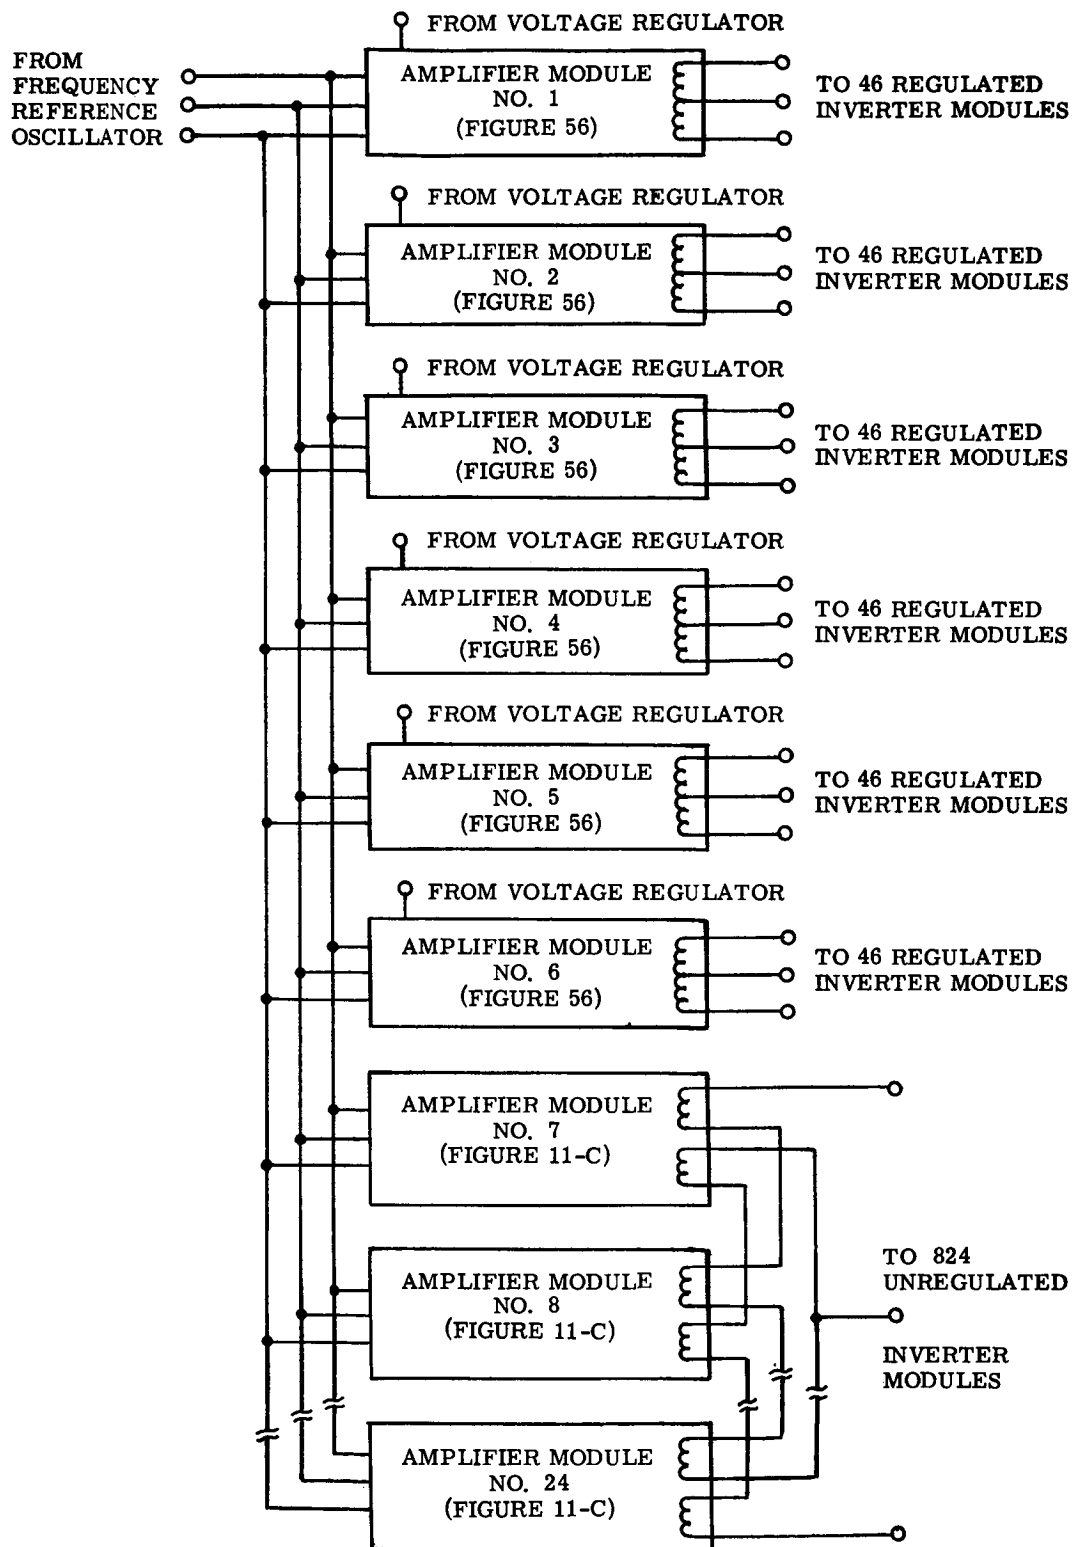 FROM VOLTAGE REGULATOR
FROM
FREQUENCY
REFERENCE
OSCILLATOR
AMPLIFIER MODULE
NO. 1
(FIGURE 56)
TO 46 REGULATED
INVERTER MODULES
FROM VOLTAGE REGULATOR
AMPLIFIER MODULE
NO. 2
(FIGURE 56)
TO 46 REGULATED
INVERTER MODULES
FROM VOLTAGE REGULATOR
AMPLIFIER MODULE
NO. 3
(FIGURE 56)
TO 46 REGULATED
INVERTER MODULES
FROM VOLTAGE REGULATOR
AMPLIFIER MODULE
NO. 4
(FIGURE 56)
TO 46 REGULATED
INVERTER MODULES
FROM VOLTAGE REGULATOR
AMPLIFIER MODULE
NO. 5
(FIGURE 56)
TO 46 REGULATED
INVERTER MODULES
FROM VOLTAGE REGULATOR
AMPLIFIER MODULE
NO. 6
(FIGURE 56)
TO 46 REGULATED
INVERTER MODULES
AMPLIFIER MODULE
NO. 7
(FIGURE 11-C)
AMPLIFIER MODULE
NO. 8
(FIGURE 11-C)
TO 824
UNREGULATED
INVERTER
MODULES
AMPLIFIER MODULE
NO. 24
(FIGURE 11-C)